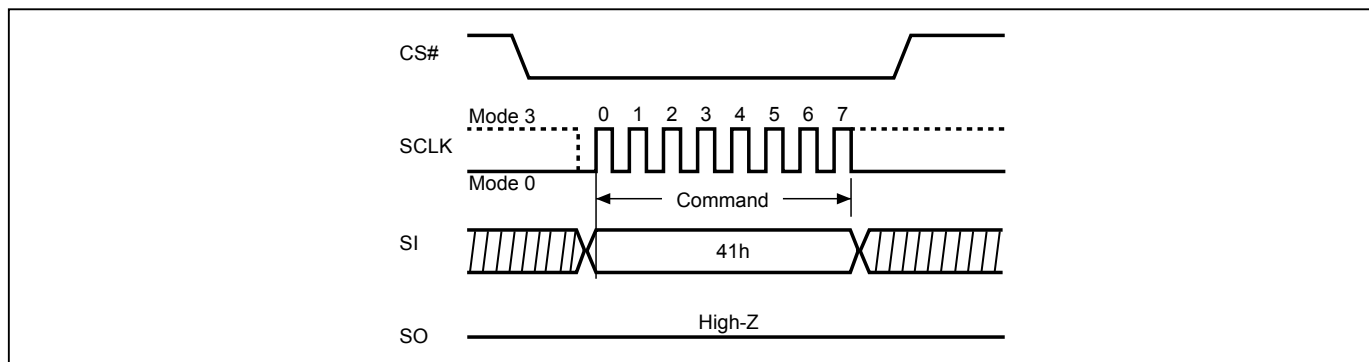 CS#
Mode 3 0 1 2 3 4 5 6 7
SCLK
Mode 0
Command
SI
41h
High-Z
SO